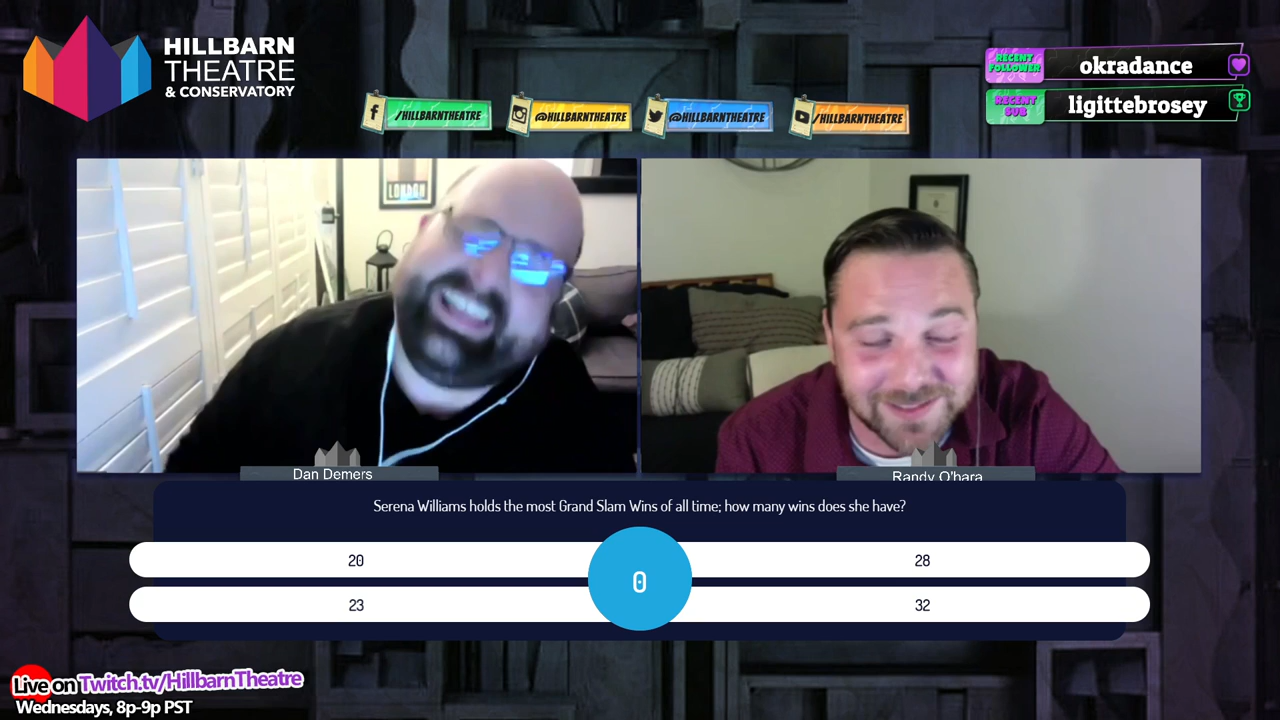 HILLBARN
THEATRE
& CONSERVATORY
/HILLBARNTHEATRE
@HILLBARNTHEATRE
@HILLBARNTHEATRE
/HILLBARNTHEATRE
RECENT
FOLLOWER
okradance
RECENT
SUB
ligittebrosey
LONDON
Dan Demers
Randy O'hara
Serena Williams holds the most Grand Slam Wins of all time; how many wins does she have?
20
28
0
23
32
Live on Twitch.tv/HillbarnTheatre
Wednesdays, 8p-9p PST